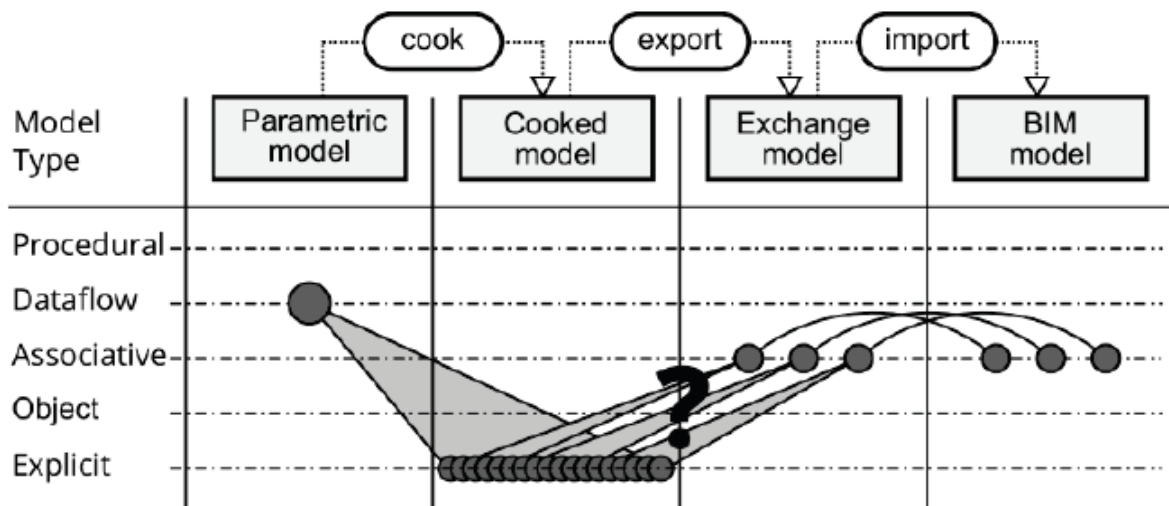 cook
export
import
Model
Type
Parametric
model
Cooked
model
Exchange
model
BIM
model
Procedural
Dataflow
Associative
Object
Explicit
?